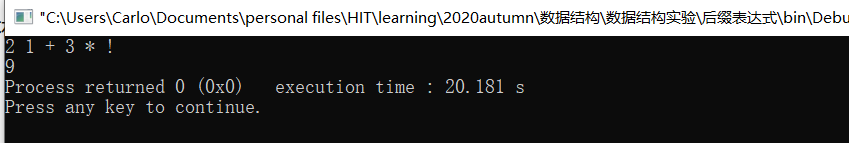 "C:\Users\Carlo\Documents\personal files\HIT\learning\2020autumn\数据结构\数据结构实验\后缀表达式\bin\Debu
2 1 + 3 * !
9
Process returned 0 (0x0)   execution time : 20.181 s
Press any key to continue.